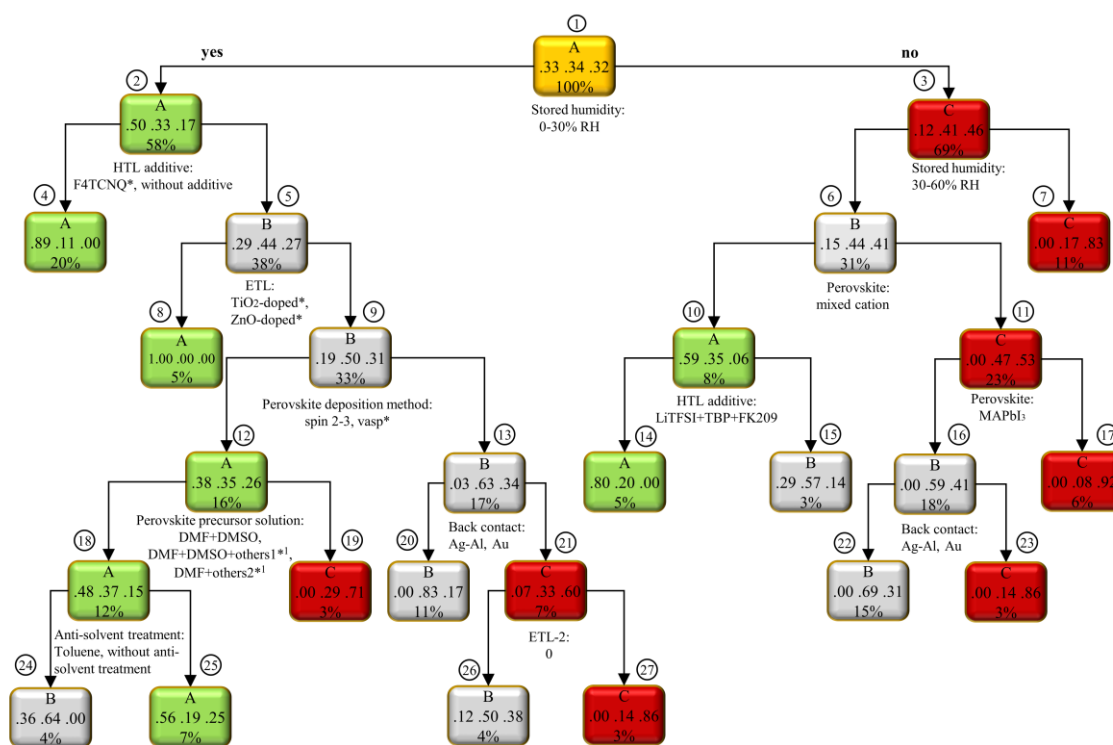 ①
yes
A
no
.33 .34 .32
100%
Stored humidity:
0-30% RH
②
A
.50 .33 .17
58%
HTL additive:
F4TCNQ*, without additive
③
C
.12 .41 .46
69%
Stored humidity:
30-60% RH
④
A
.89 .11 .00
20%
⑤
B
.29 .44 .27
38%
ETL:
TiO₂-doped*,
ZnO-doped*
⑥
B
.15 .44 .41
31%
Perovskite:
mixed cation
⑦
C
.00 .17 .83
11%
⑧
A
1.00 .00 .00
5%
⑨
B
.19 .50 .31
33%
Perovskite deposition method:
spin 2-3, vasp*
⑩
A
.59 .35 .06
8%
HTL additive:
LiTFSI+TBP+FK209
⑪
C
.00 .47 .53
23%
Perovskite:
MAPbI₃
⑫
A
.38 .35 .26
16%
Perovskite precursor solution:
DMF+DMSO,
DMF+DMSO+others1*¹,
DMF+others2*¹
⑬
B
.03 .63 .34
17%
Back contact:
Ag-Al, Au
⑭
A
.80 .20 .00
5%
⑮
B
.29 .57 .14
3%
⑯
B
.00 .59 .41
18%
Back contact:
Ag-Al, Au
⑰
C
.00 .08 .92
6%
⑱
A
.48 .37 .15
12%
Anti-solvent treatment:
Toluene, without anti-
solvent treatment
⑲
C
.00 .29 .71
3%
⑳
B
.00 .83 .17
11%
㉑
C
.07 .33 .60
7%
ETL-2:
0
㉒
B
.00 .69 .31
15%
㉓
C
.00 .14 .86
3%
㉔
B
.36 .64 .00
4%
㉕
A
.56 .19 .25
7%
㉖
B
.12 .50 .38
4%
㉗
C
.00 .14 .86
3%